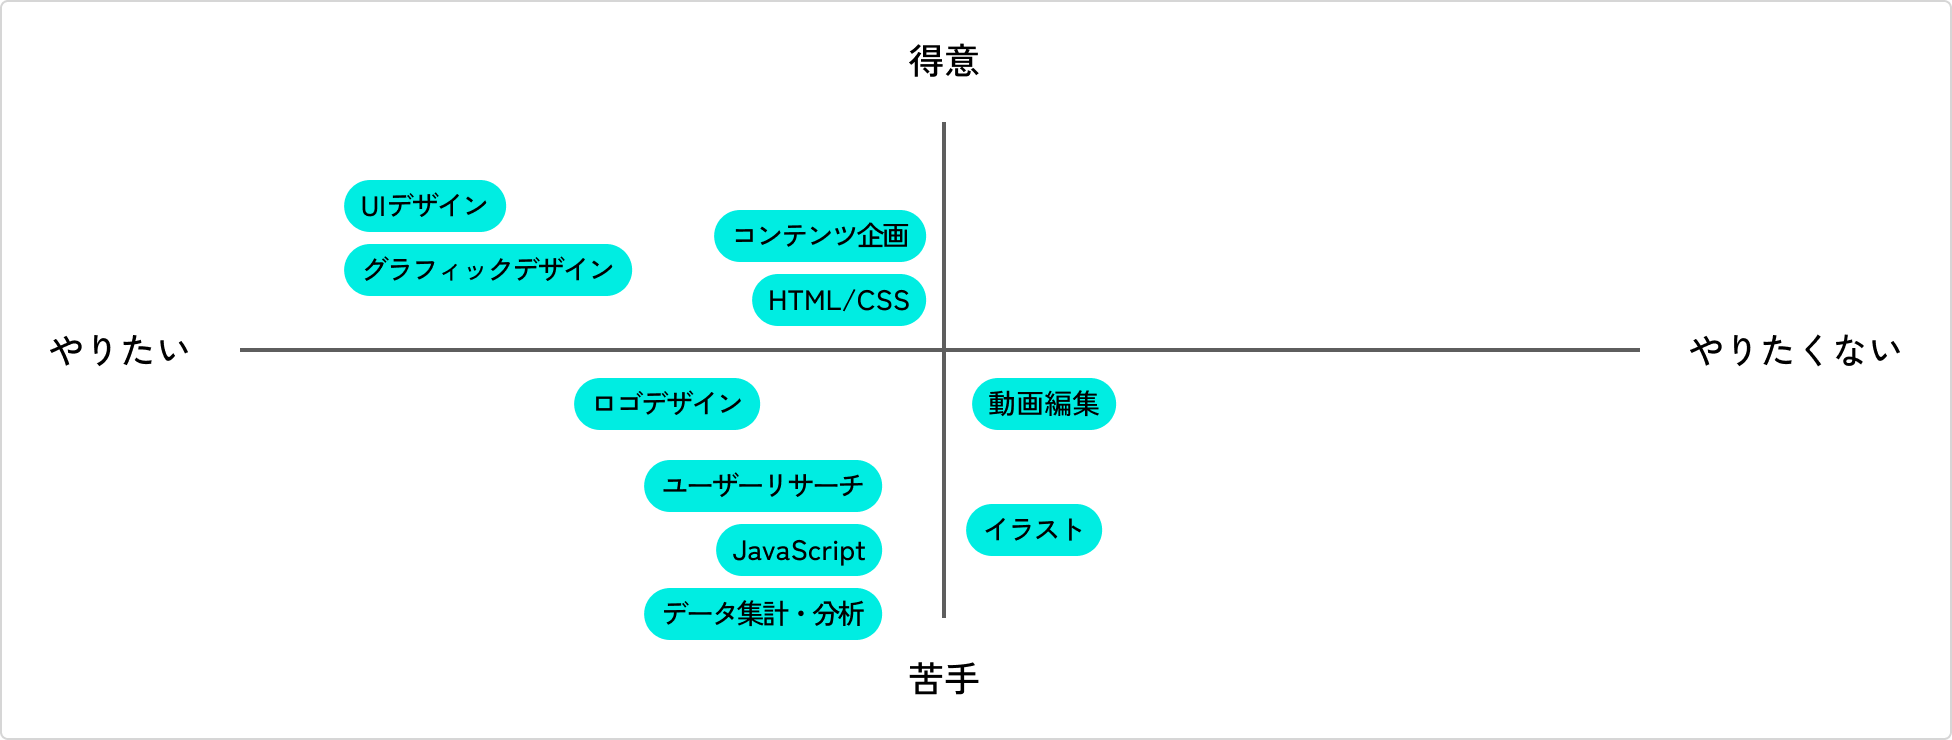 得意
UIデザイン
コンテンツ企画
グラフィックデザイン
HTML/CSS
やりたい
やりたくない
ロゴデザイン
動画編集
ユーザーリサーチ
イラスト
JavaScript
データ集計・分析
苦手